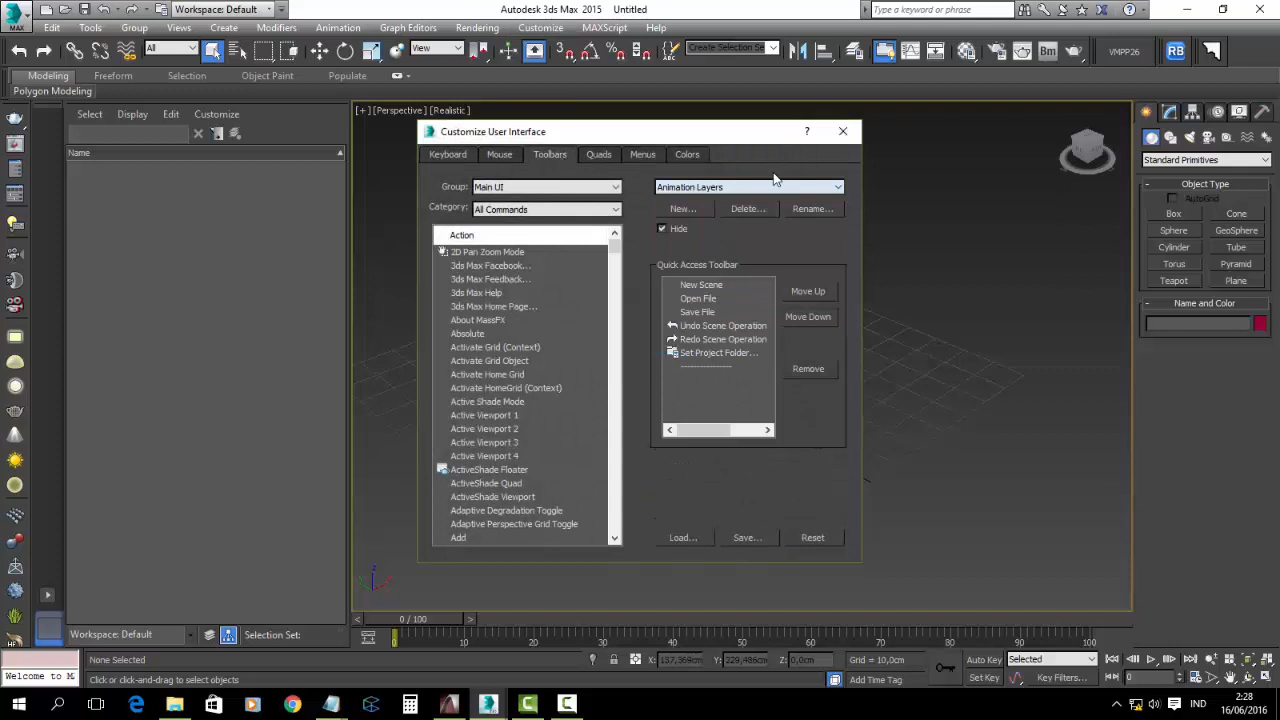 MAX
Workspace: Default
Autodesk 3ds Max 2015 Untitled
Type a keyword or phrase
Edit Tools Group Views Create Modifiers Animation Graph Editors Rendering Customize MAXScript Help
All
View
3
Create Selection Se
Bm
VMPP26
RB
Modeling Freeform Selection Object Paint Populate
Polygon Modeling
Select Display Edit Customize
Name
[+] [Perspective] [Realistic]
Customize User Interface
?
Keyboard Mouse Toolbars Quads Menus Colors
Group: Main UI
Category: All Commands
Action
2D Pan Zoom Mode
3ds Max Facebook...
3ds Max Feedback...
3ds Max Help
3ds Max Home Page...
About MassFX
Absolute
Activate Grid (Context)
Activate Grid Object
Activate Home Grid
Activate HomeGrid (Context)
Active Shade Mode
Active Viewport 1
Active Viewport 2
Active Viewport 3
Active Viewport 4
ActiveShade Floater
ActiveShade Quad
ActiveShade Viewport
Adaptive Degradation Toggle
Adaptive Perspective Grid Toggle
Add
Animation Layers
New... Delete... Rename...
Hide
Quick Access Toolbar
New Scene
Open File
Save File
Undo Scene Operation
Redo Scene Operation
Set Project Folder...
---------------
Move Up
Move Down
Remove
Load... Save... Reset
Standard Primitives
- Object Type
AutoGrid
Box Cone
Sphere GeoSphere
Cylinder Tube
Torus Pyramid
Teapot Plane
- Name and Color
z
Workspace: Default
Selection Set:
0 / 100
0 10 20 30 40 50 60 70 80 90 100
Welcome to M
None Selected
Click or click-and-drag to select objects
X: 137,369cm Y: 229,486cm Z: 0,0cm
Grid = 10,0cm
Add Time Tag
Auto Key Selected
Set Key Key Filters...
0
IND
2:28
16/06/2016